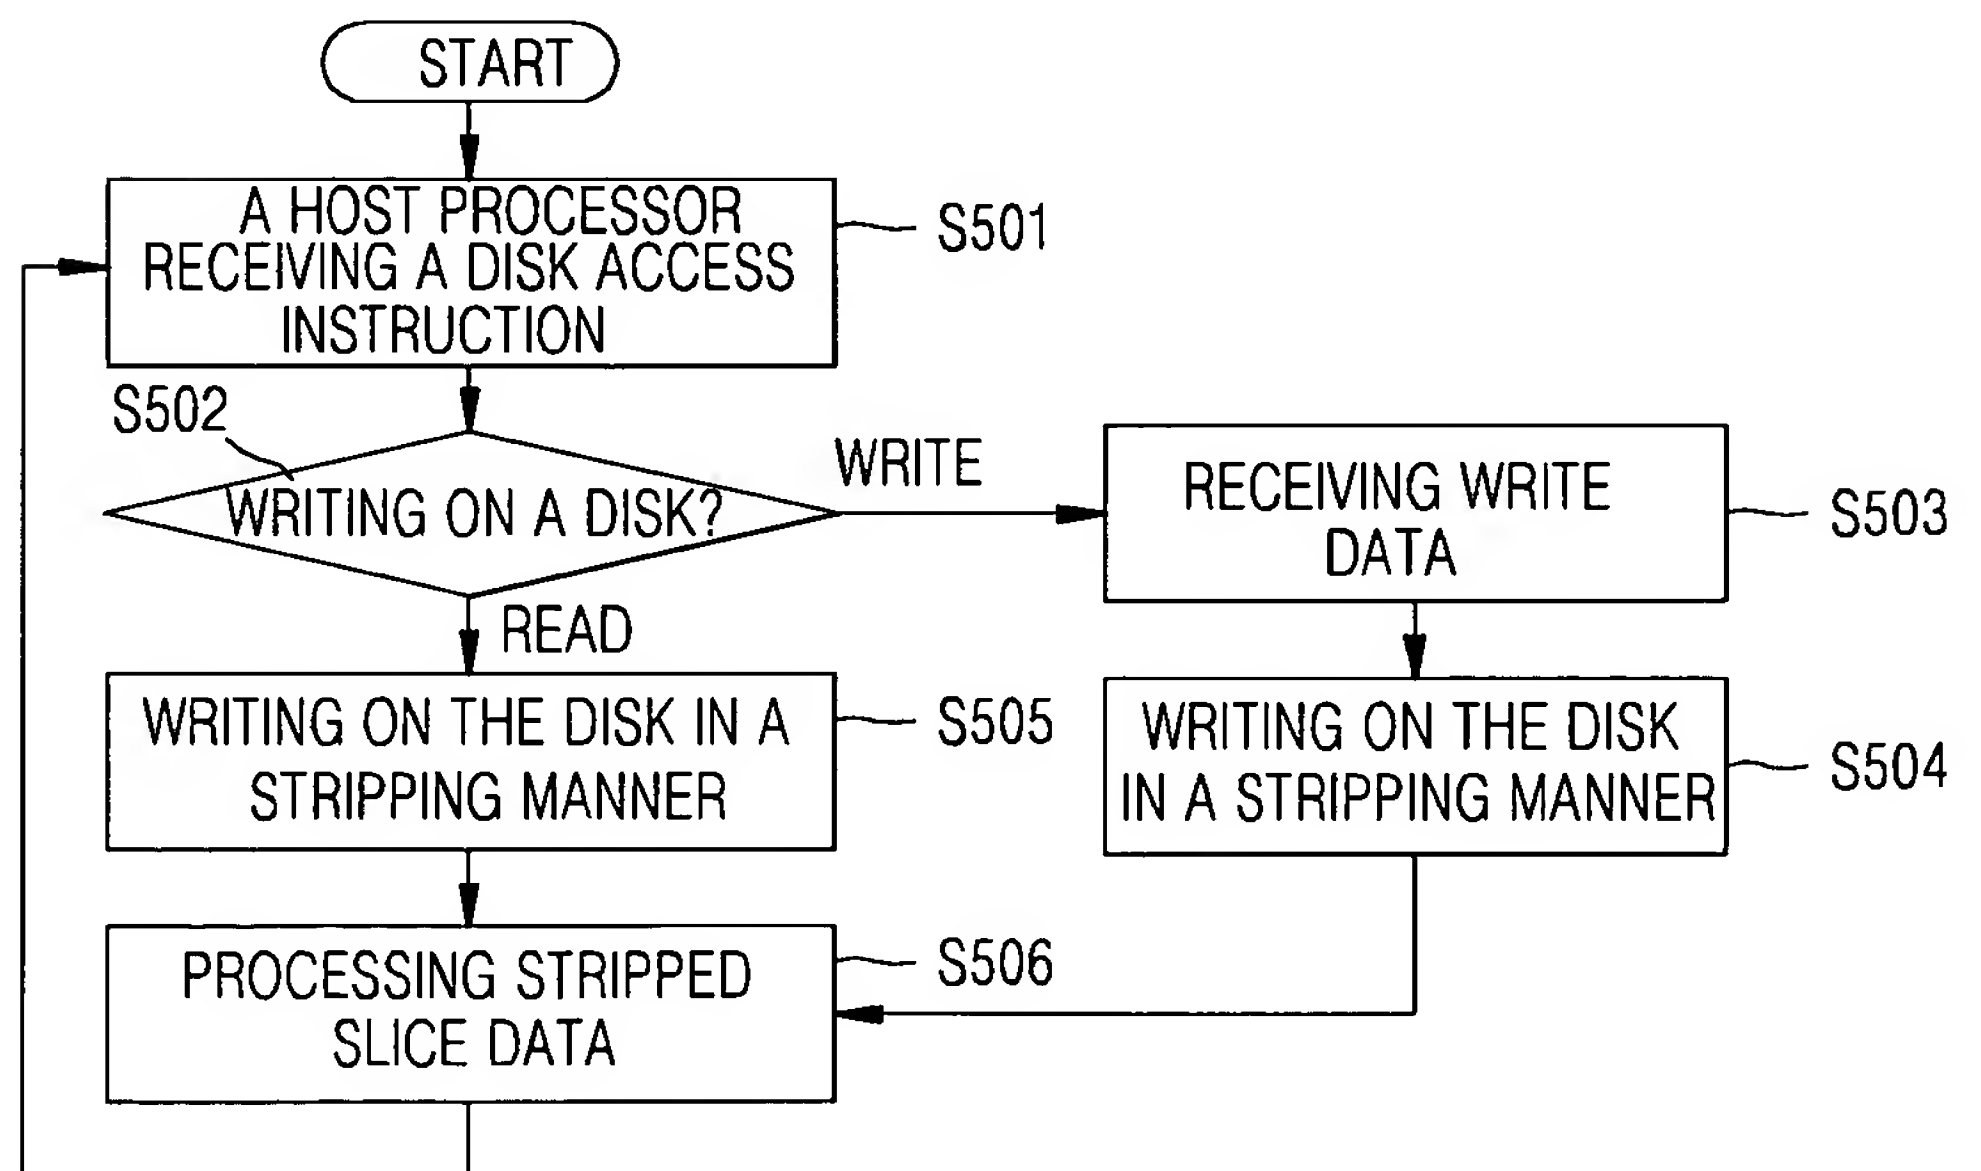 START
A HOST PROCESSOR
RECEIVING A DISK ACCESS
INSTRUCTION
S501
S502
WRITING ON A DISK?
WRITE
READ
RECEIVING WRITE
DATA
S503
WRITING ON THE DISK IN A
STRIPPING MANNER
S505
WRITING ON THE DISK
IN A STRIPPING MANNER
S504
PROCESSING STRIPPED
SLICE DATA
S506